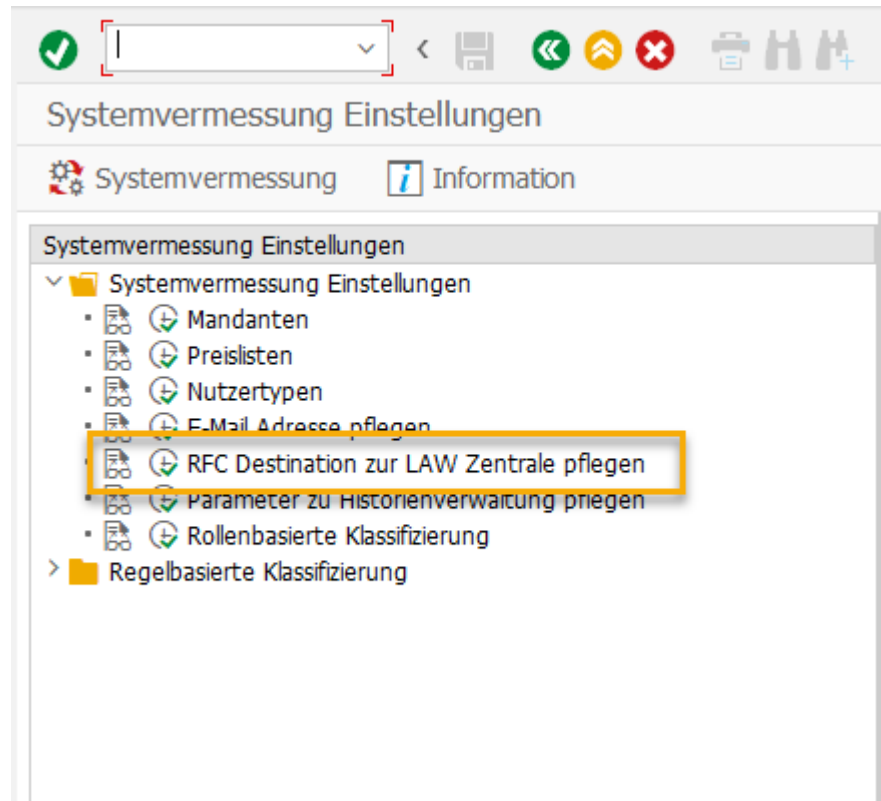 Systemvermessung Einstellungen
Systemvermessung Information
Systemvermessung Einstellungen
Systemvermessung Einstellungen
Mandanten
Preislisten
Nutzertypen
E-Mail Adresse pflegen
RFC Destination zur LAW Zentrale pflegen
Parameter zu Historienverwaltung pflegen
Rollenbasierte Klassifizierung
Regelbasierte Klassifizierung